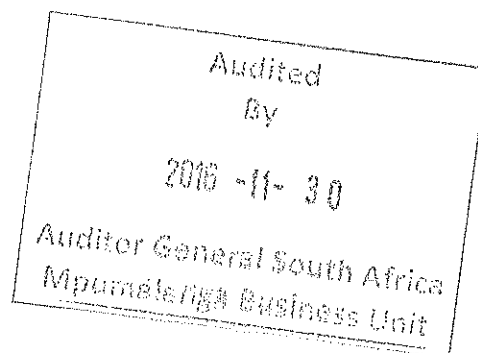 Audited
By
2016 -11- 30
Auditor General South Africa
Mpumalanga Business Unit